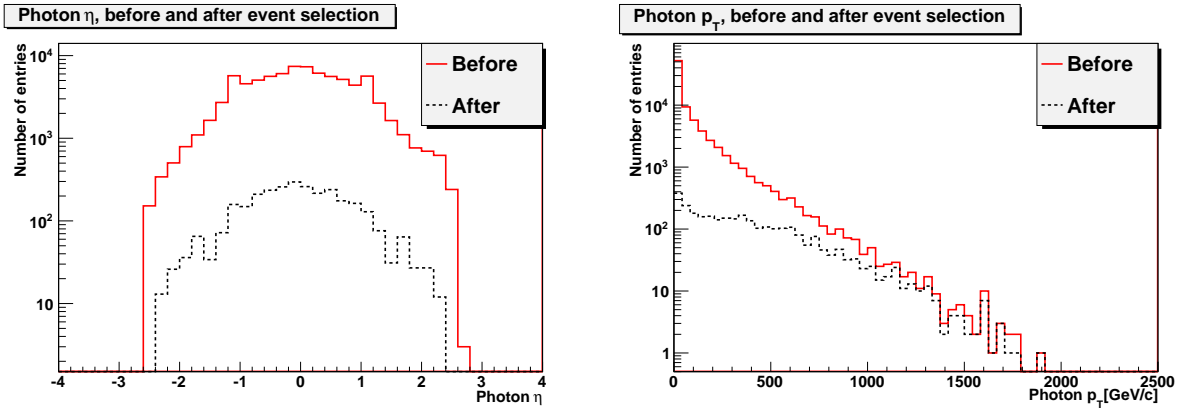 Photon η, before and after event selection
Number of entries
10⁴
10³
10²
10
Before
After
-4 -3 -2 -1 0 1 2 3 4
Photon η
Photon p_T, before and after event selection
Number of entries
10⁴
10³
10²
10
1
Before
After
0 500 1000 1500 2000 2500
Photon p_T[GeV/c]